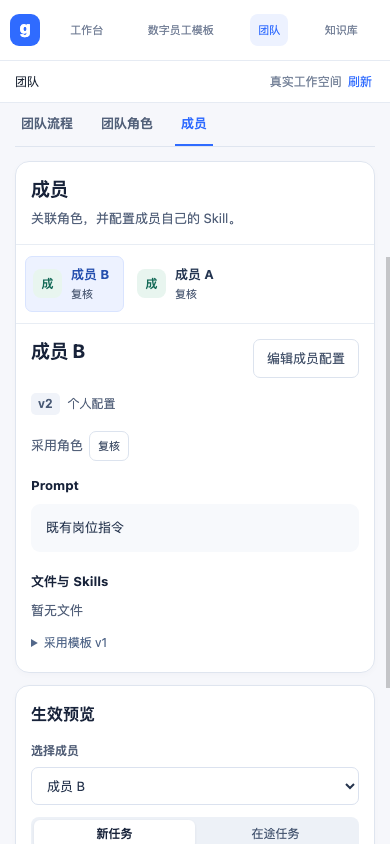 g 工作台 数字员工模板 团队 知识库
团队 真实工作空间 刷新
团队流程 团队角色 成员
成员
关联角色，并配置成员自己的 Skill。
成 成员 B 成 成员 A
复核 复核
成员 B 编辑成员配置
v2 个人配置
采用角色 复核
Prompt
既有岗位指令
文件与 Skills
暂无文件
采用模板 v1
生效预览
选择成员
成员 B
新任务 在途任务